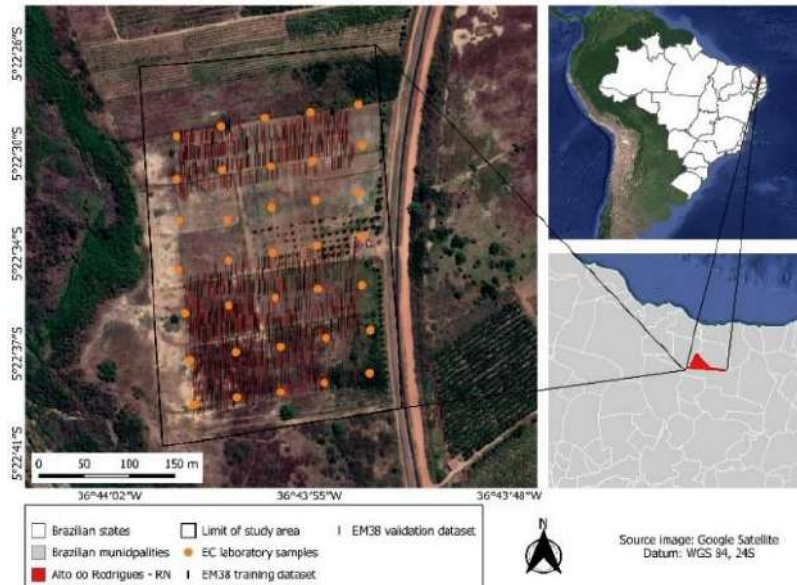 5°22'26"S
5°22'30"S
5°22'34"S
5°22'37"S
5°22'41"S
0 50 100 150 m
36°44'02"W 36°43'55"W 36°43'48"W
Brazilian states
Brazilian municipalities
Alto do Rodrigues - RN
Limit of study area
EC laboratory samples
EM38 training dataset
EM38 validation dataset
N
Source image: Google Satellite
Datum: WGS 84, 24S